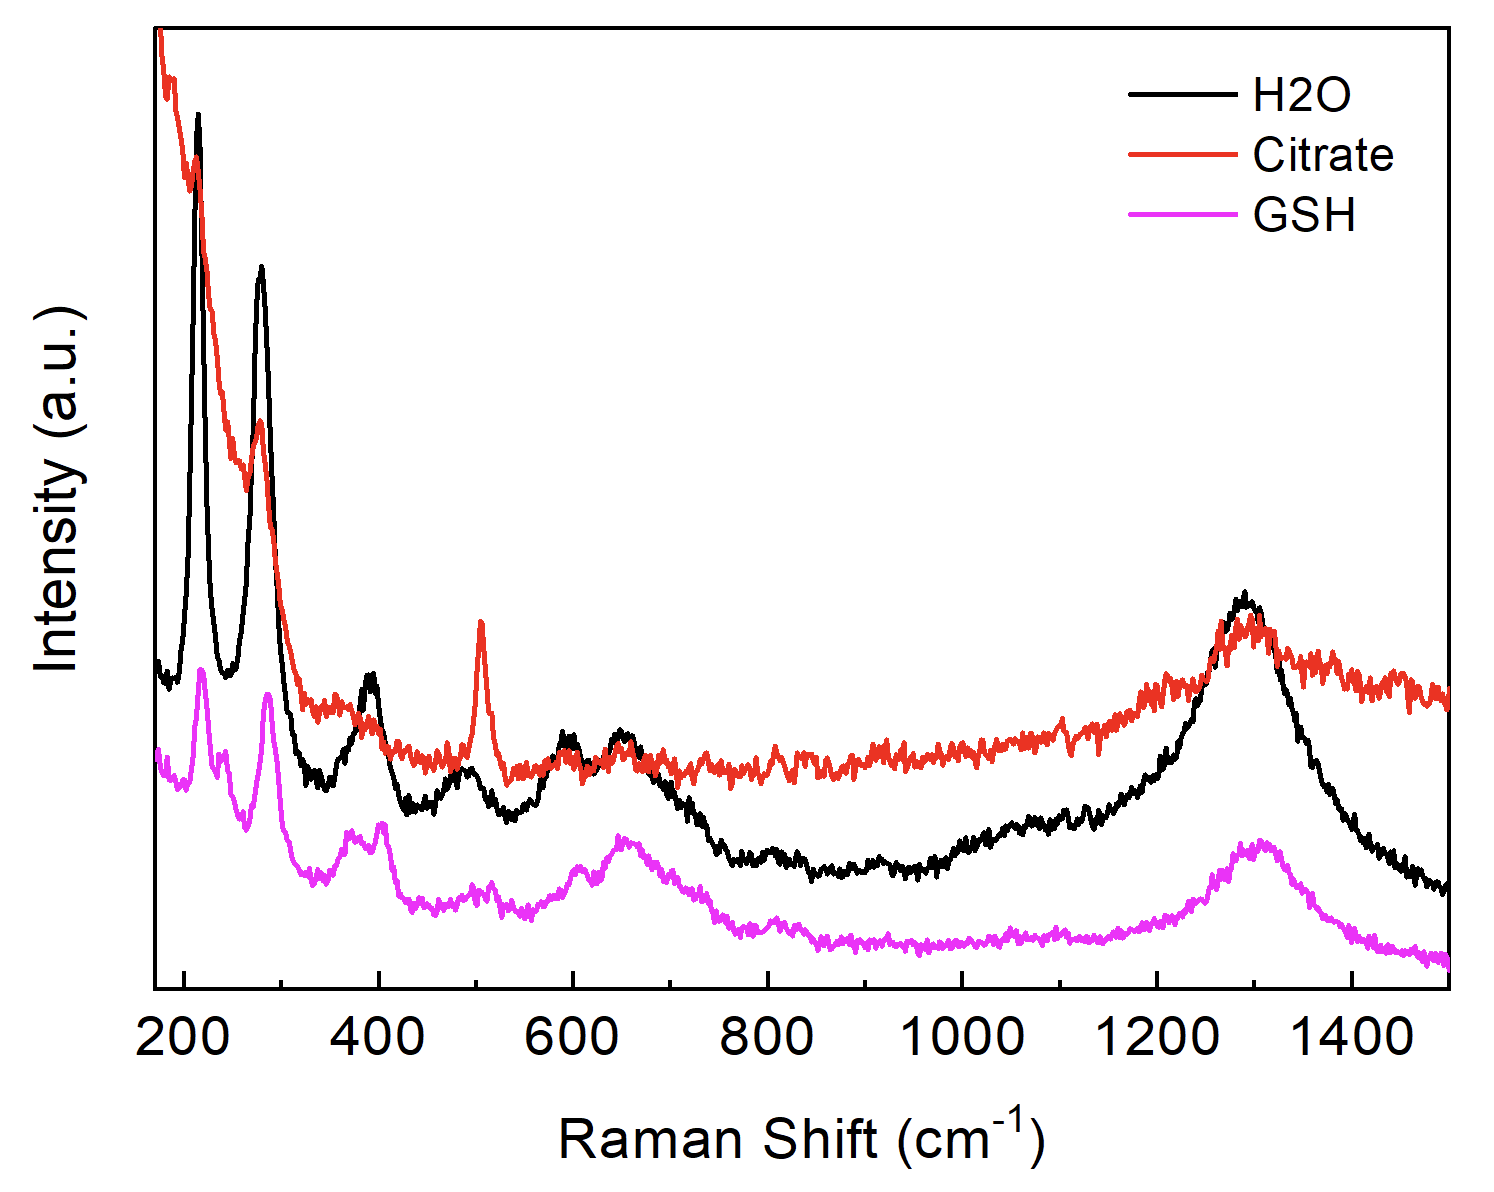 H2O
Citrate
GSH
Intensity (a.u.)
200 400 600 800 1000 1200 1400
Raman Shift (cm-1)